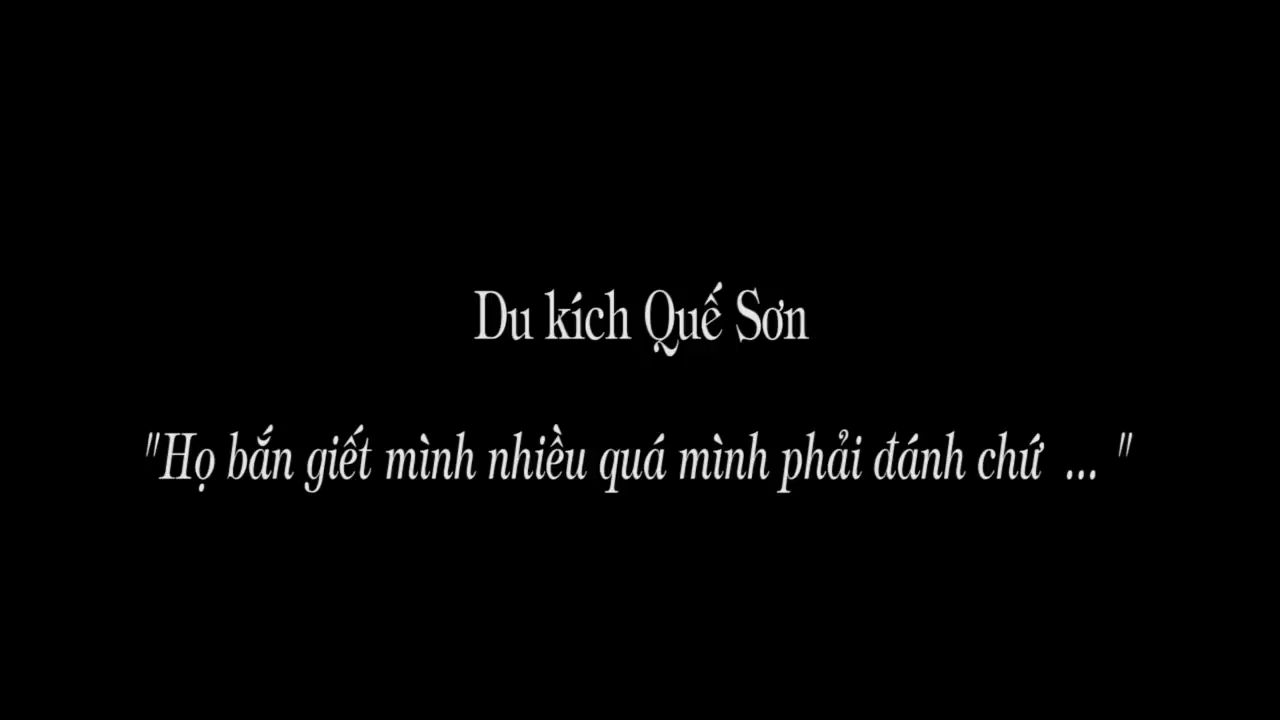 Du kích Quế Sơn
"Họ bắn giết mình nhiều quá mình phải đánh chứ ... "